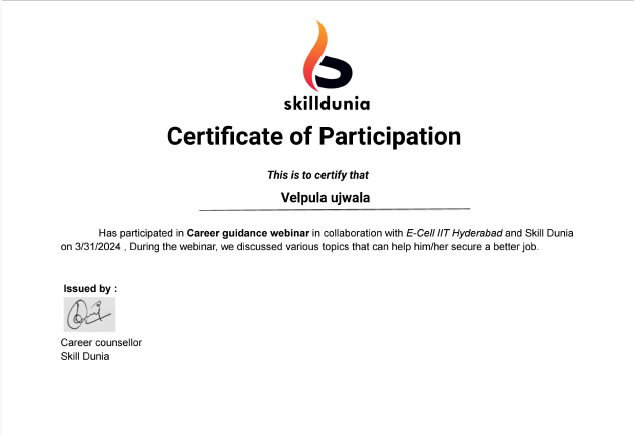 skilldunia
Certificate of Participation
This is to certify that
Velpula ujwala
Has participated in Career guidance webinar in collaboration with E-Cell IIT Hyderabad and Skill Dunia
on 3/31/2024 . During the webinar, we discussed various topics that can help him/her secure a better job.
Issued by :
Career counsellor
Skill Dunia